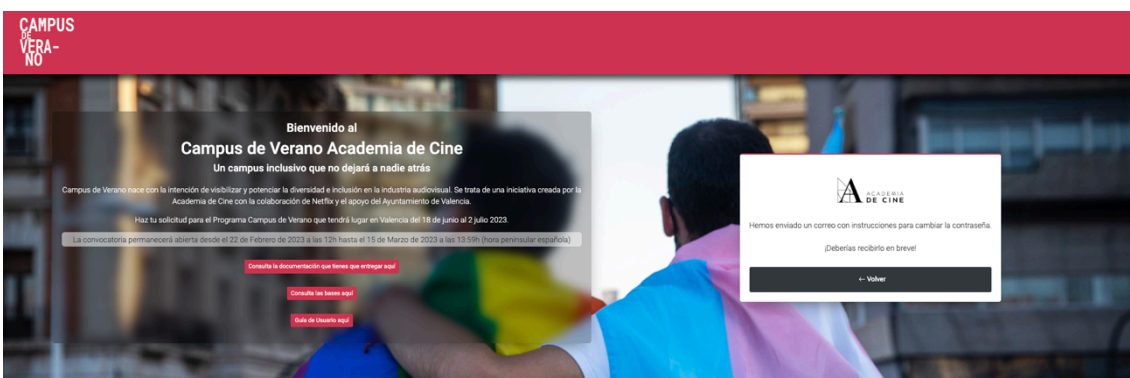 CAMPUS
DE
VERA-
NO
Bienvenido al
Campus de Verano Academia de Cine
Un campus inclusivo que no dejará a nadie atrás
Campus de Verano nace con la intención de visibilizar y potenciar la diversidad e inclusión en la industria audiovisual. Se trata de una iniciativa creada por la
Academia de Cine con la colaboración de Netflix y el apoyo del Ayuntamiento de Valencia.
Haz tu solicitud para el Programa Campus de Verano que tendrá lugar en Valencia del 18 de junio al 2 julio 2023.
La convocatoria permanecerá abierta desde el 22 de Febrero de 2023 a las 12h hasta el 15 de Marzo de 2023 a las 13:59h (hora peninsular española)
Consulta la documentación que tienes que entregar aquí
Consulta las bases aquí
Guía de Usuario aquí
ACADEMIA
DE CINE
Hemos enviado un correo con instrucciones para cambiar la contraseña.
¡Deberías recibirlo en breve!
← Volver